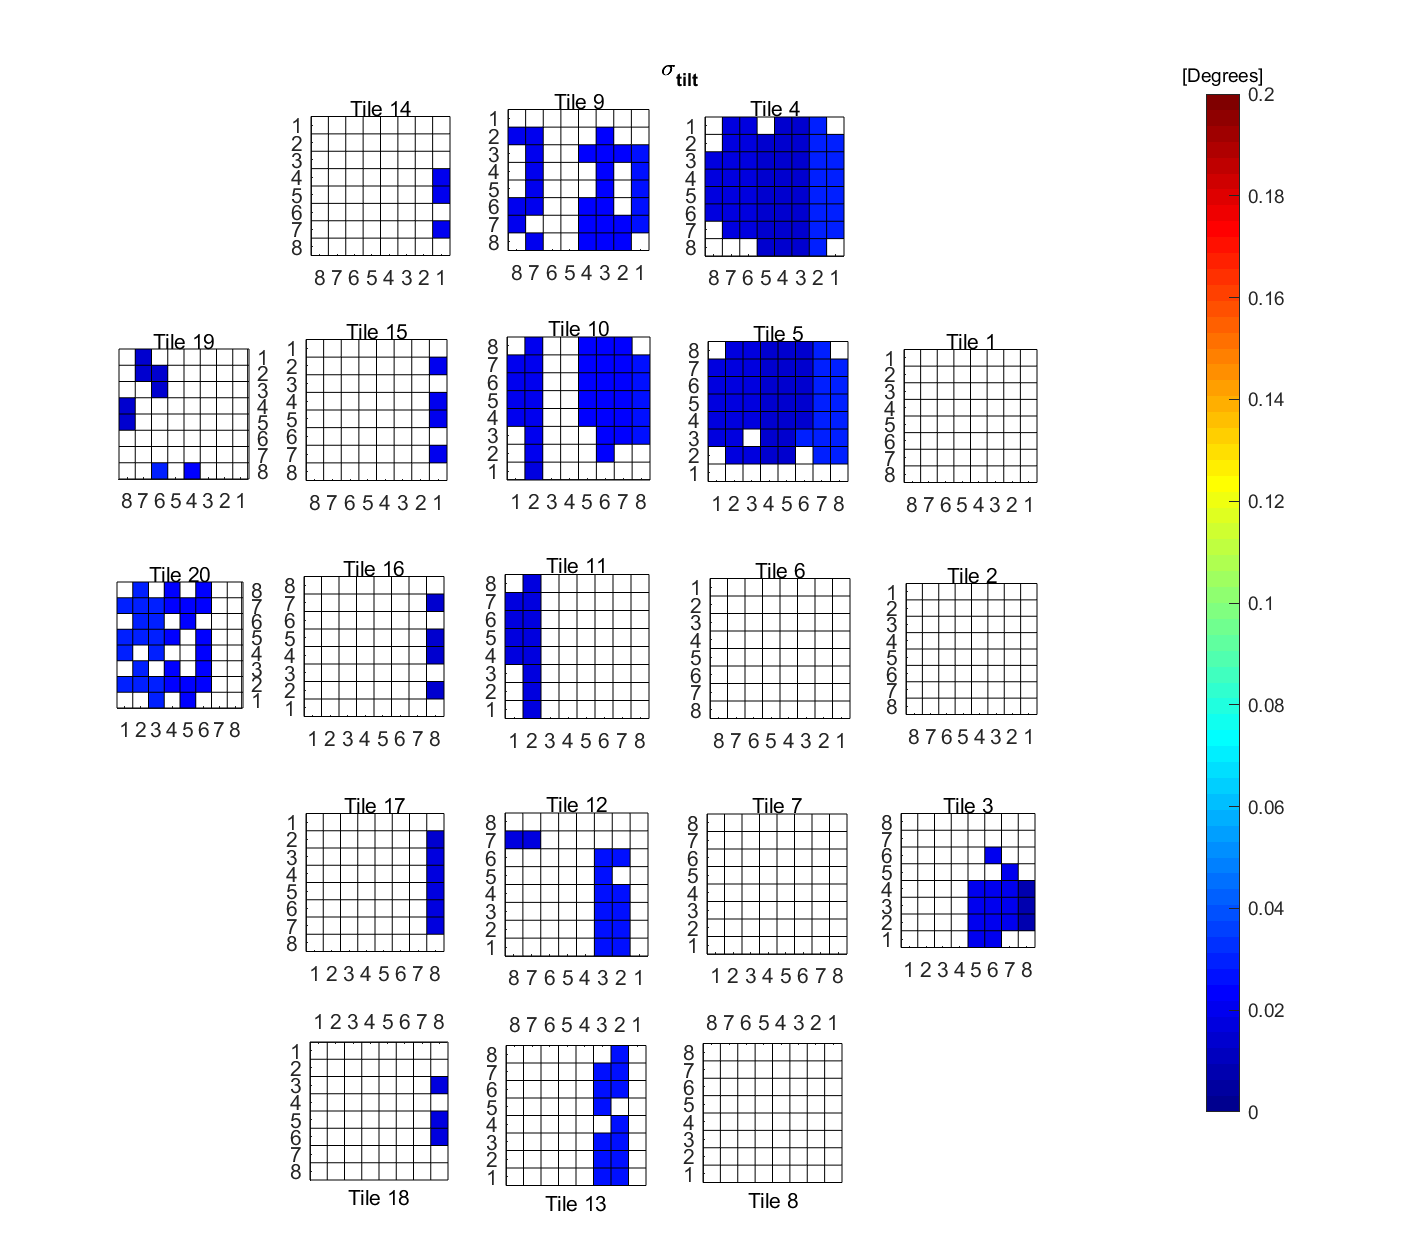 σtilt
[Degrees]
Tile 14
1 2 3 4 5 6 7 8
8 7 6 5 4 3 2 1
Tile 9
1 2 3 4 5 6 7 8
8 7 6 5 4 3 2 1
Tile 4
1 2 3 4 5 6 7 8
8 7 6 5 4 3 2 1
Tile 19
1 2 3 4 5 6 7 8
8 7 6 5 4 3 2 1
Tile 15
1 2 3 4 5 6 7 8
8 7 6 5 4 3 2 1
Tile 10
8 7 6 5 4 3 2 1
1 2 3 4 5 6 7 8
Tile 5
8 7 6 5 4 3 2 1
1 2 3 4 5 6 7 8
Tile 1
1 2 3 4 5 6 7 8
8 7 6 5 4 3 2 1
Tile 20
8 7 6 5 4 3 2 1
1 2 3 4 5 6 7 8
Tile 16
8 7 6 5 4 3 2 1
1 2 3 4 5 6 7 8
Tile 11
8 7 6 5 4 3 2 1
1 2 3 4 5 6 7 8
Tile 6
1 2 3 4 5 6 7 8
8 7 6 5 4 3 2 1
Tile 2
1 2 3 4 5 6 7 8
8 7 6 5 4 3 2 1
Tile 17
1 2 3 4 5 6 7 8
1 2 3 4 5 6 7 8
Tile 12
8 7 6 5 4 3 2 1
8 7 6 5 4 3 2 1
Tile 7
8 7 6 5 4 3 2 1
1 2 3 4 5 6 7 8
Tile 3
8 7 6 5 4 3 2 1
1 2 3 4 5 6 7 8
1 2 3 4 5 6 7 8
1 2 3 4 5 6 7 8
Tile 18
8 7 6 5 4 3 2 1
8 7 6 5 4 3 2 1
Tile 13
8 7 6 5 4 3 2 1
8 7 6 5 4 3 2 1
Tile 8
0.2
0.18
0.16
0.14
0.12
0.1
0.08
0.06
0.04
0.02
0